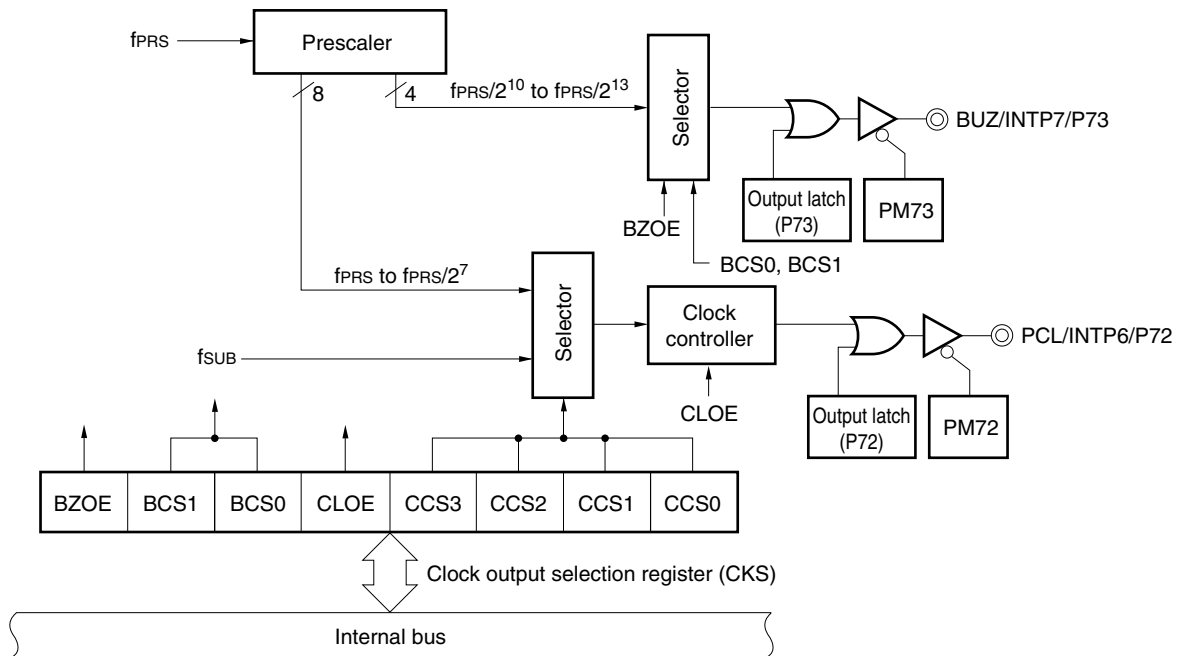 fPRS
Prescaler
8
4
fPRS/2^10 to fPRS/2^13
Selector
BUZ/INTP7/P73
BZOE
BCS0, BCS1
Output latch
(P73)
PM73
fPRS to fPRS/2^7
Selector
Clock
controller
PCL/INTP6/P72
fSUB
CLOE
Output latch
(P72)
PM72
BZOE BCS1 BCS0 CLOE CCS3 CCS2 CCS1 CCS0
Clock output selection register (CKS)
Internal bus